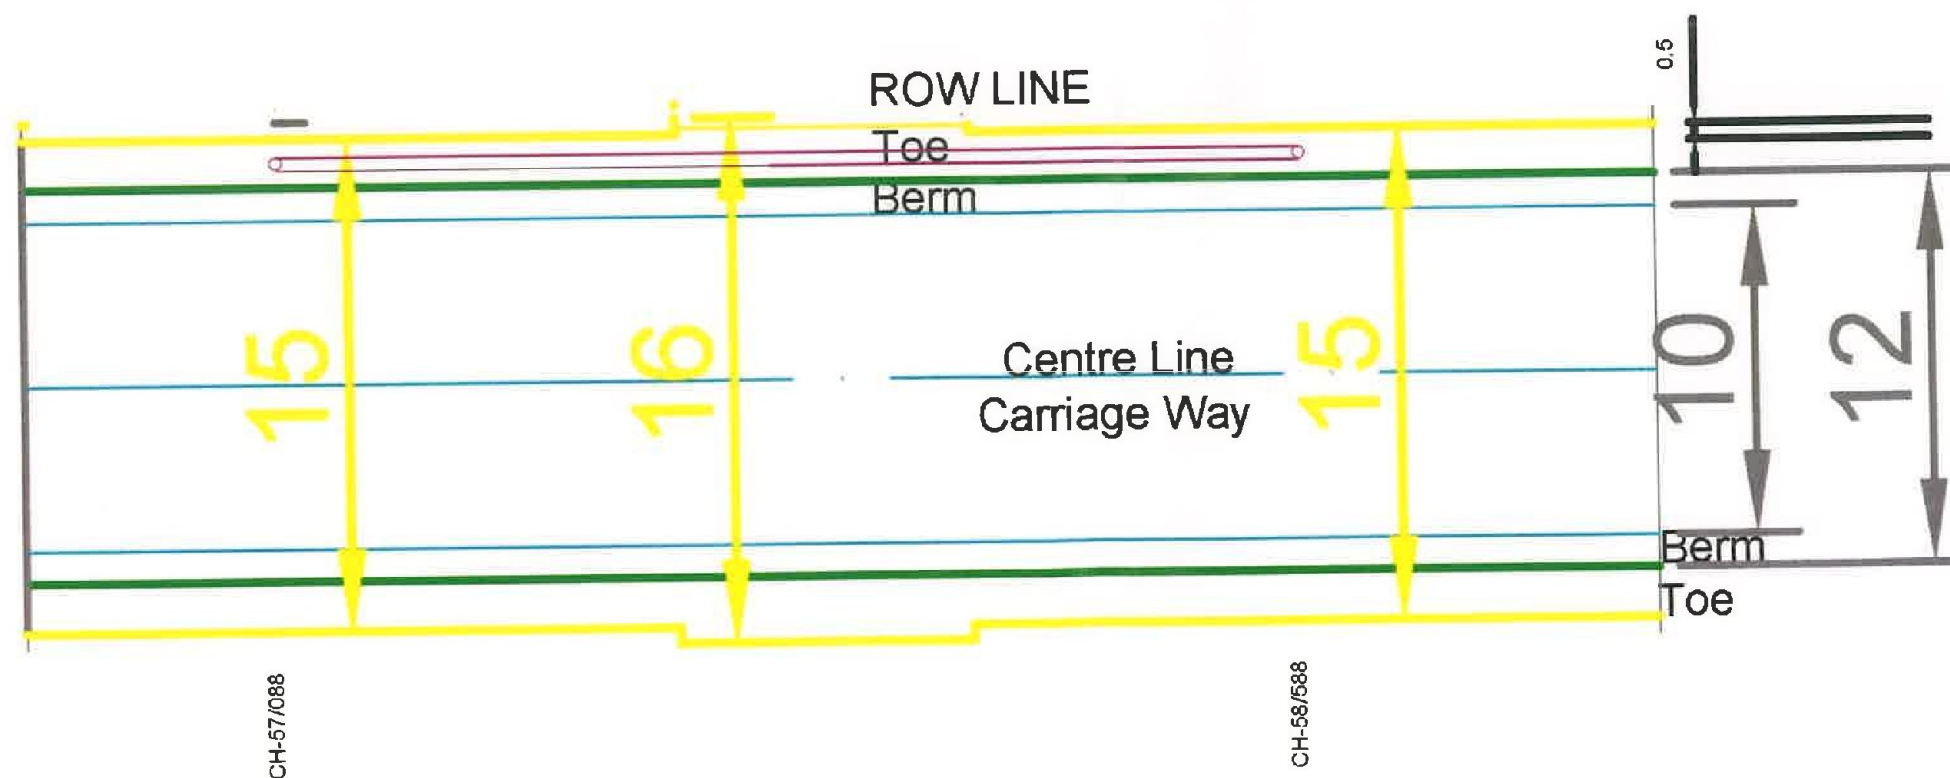 0.5
ROW LINE
Toe
Berm
15
16
Centre Line
Carriage Way
15
10
12
Berm
Toe
CH-57/088
CH-58/588